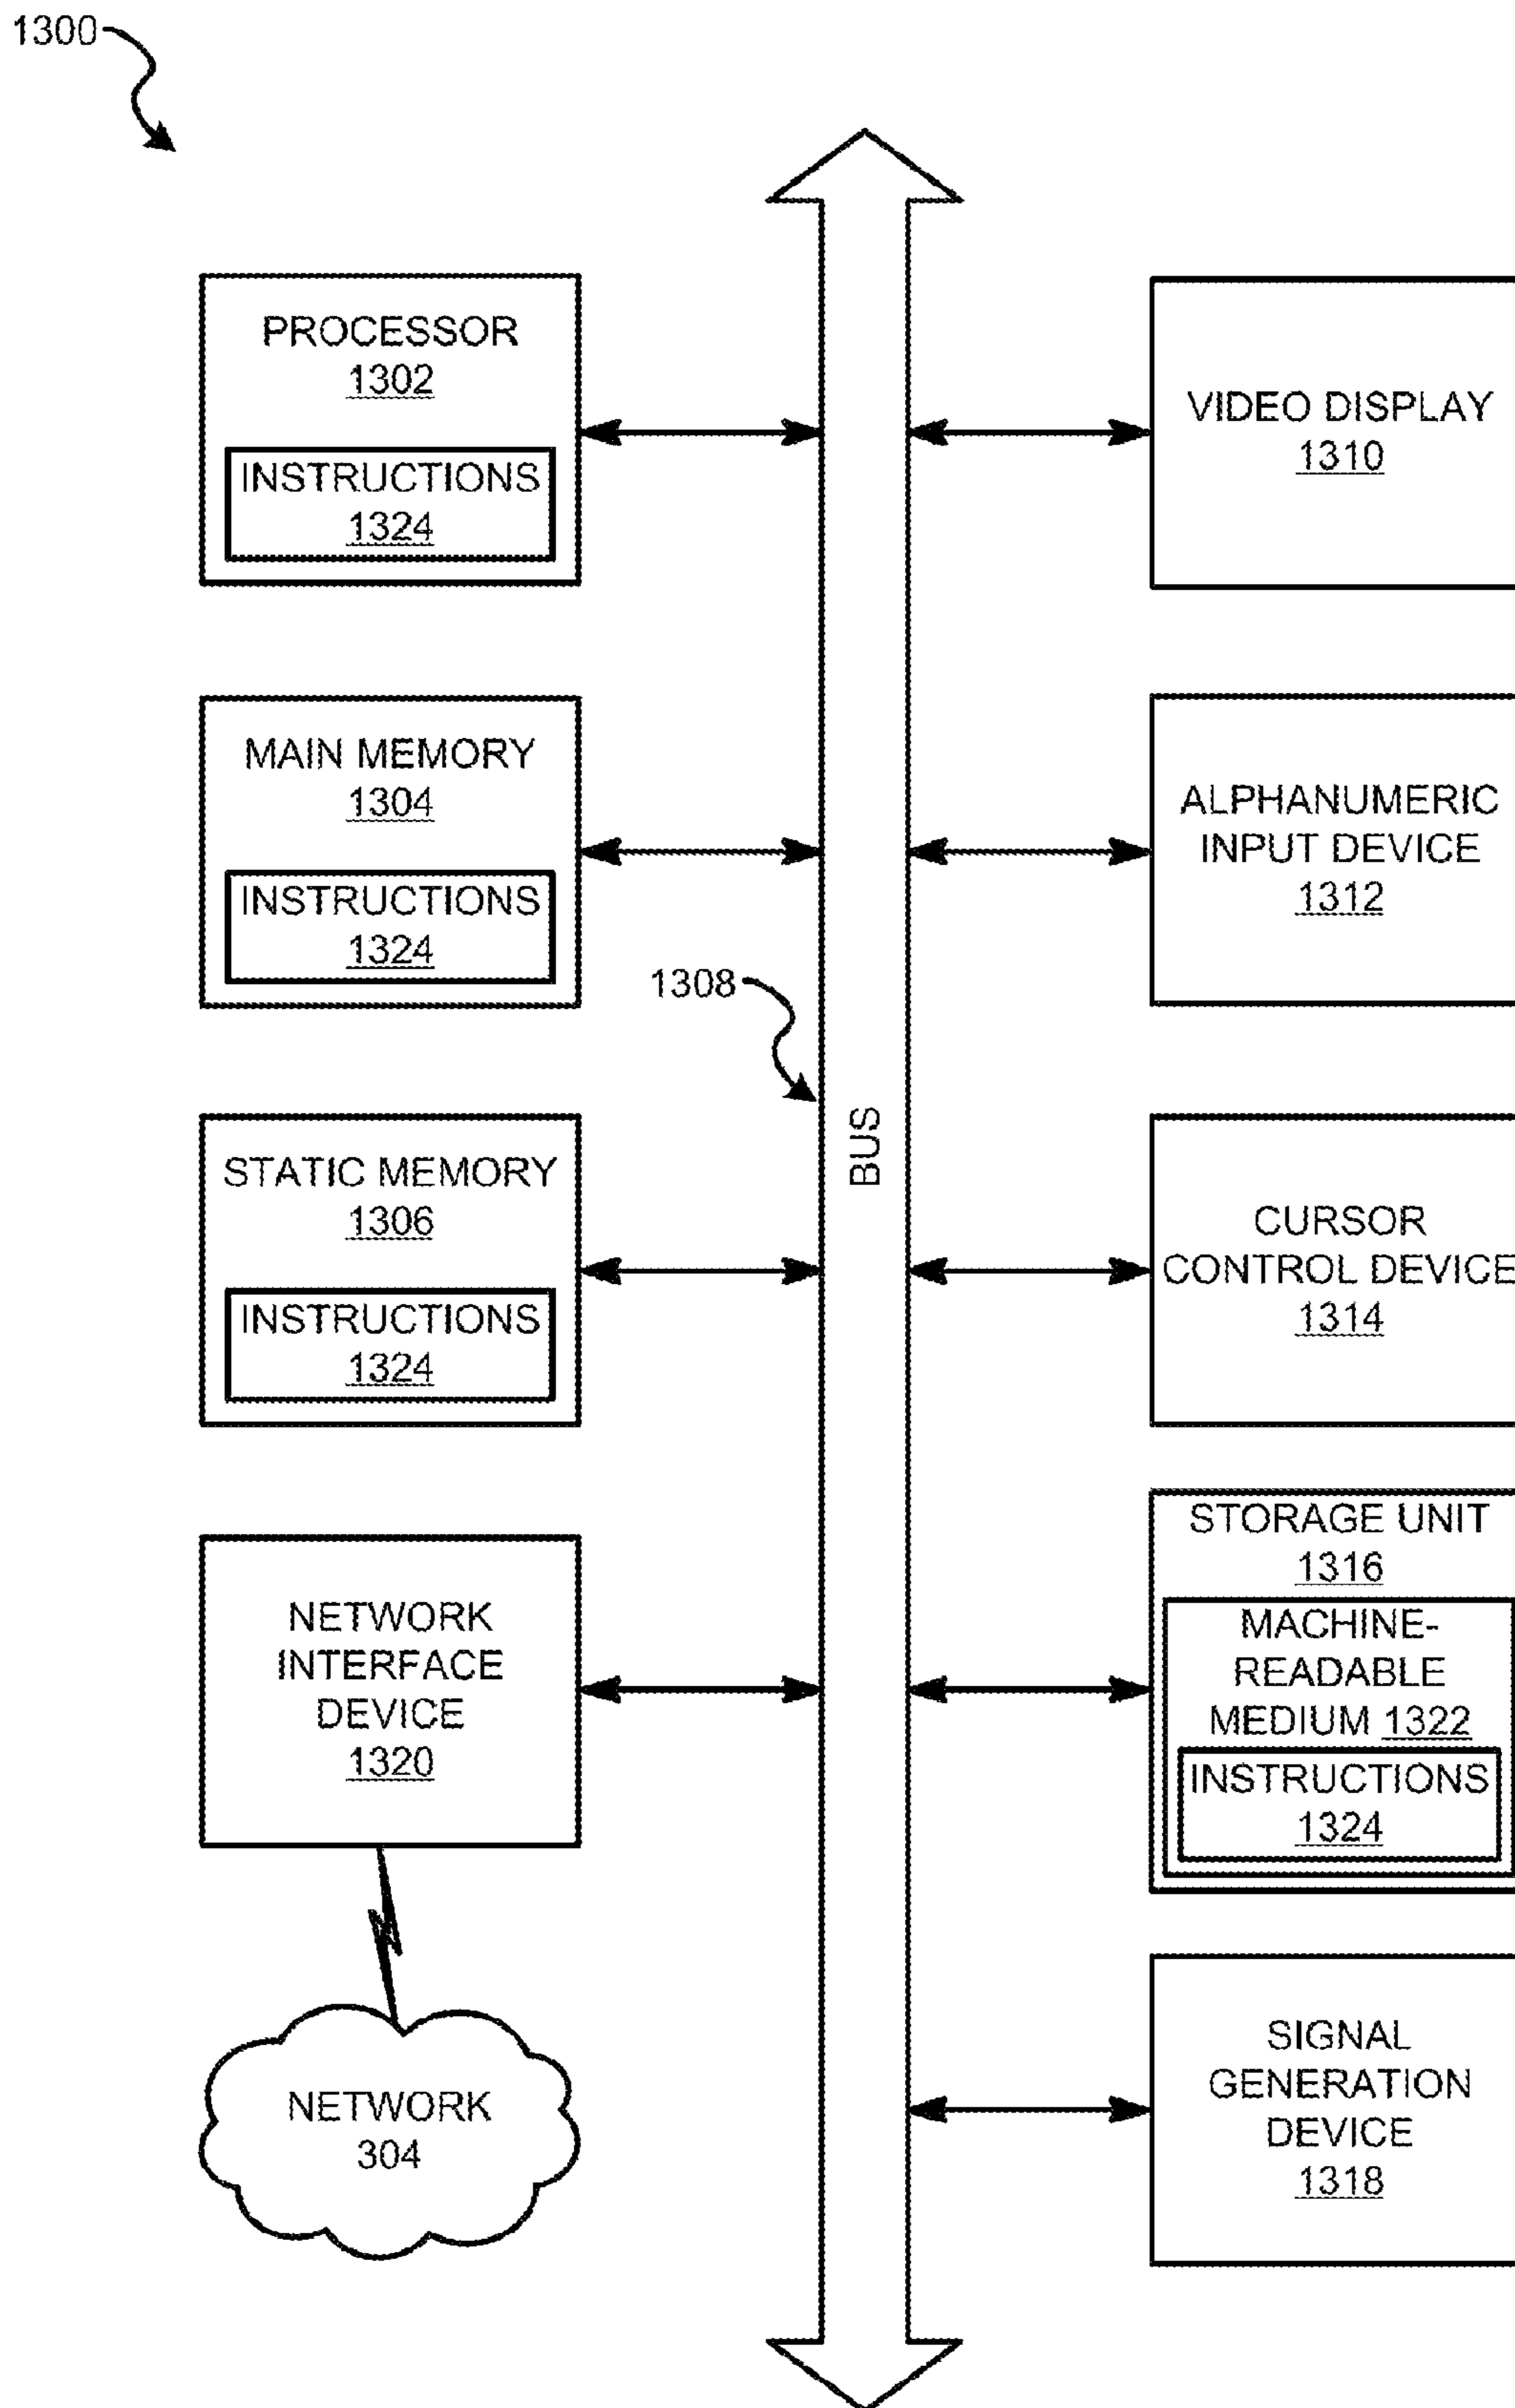 1300
PROCESSOR
1302
INSTRUCTIONS
1324
MAIN MEMORY
1304
INSTRUCTIONS
1324
STATIC MEMORY
1306
INSTRUCTIONS
1324
NETWORK
INTERFACE
DEVICE
1320
NETWORK
304
1308
BUS
VIDEO DISPLAY
1310
ALPHANUMERIC
INPUT DEVICE
1312
CURSOR
CONTROL DEVICE
1314
STORAGE UNIT
1316
MACHINE-
READABLE
MEDIUM 1322
INSTRUCTIONS
1324
SIGNAL
GENERATION
DEVICE
1318